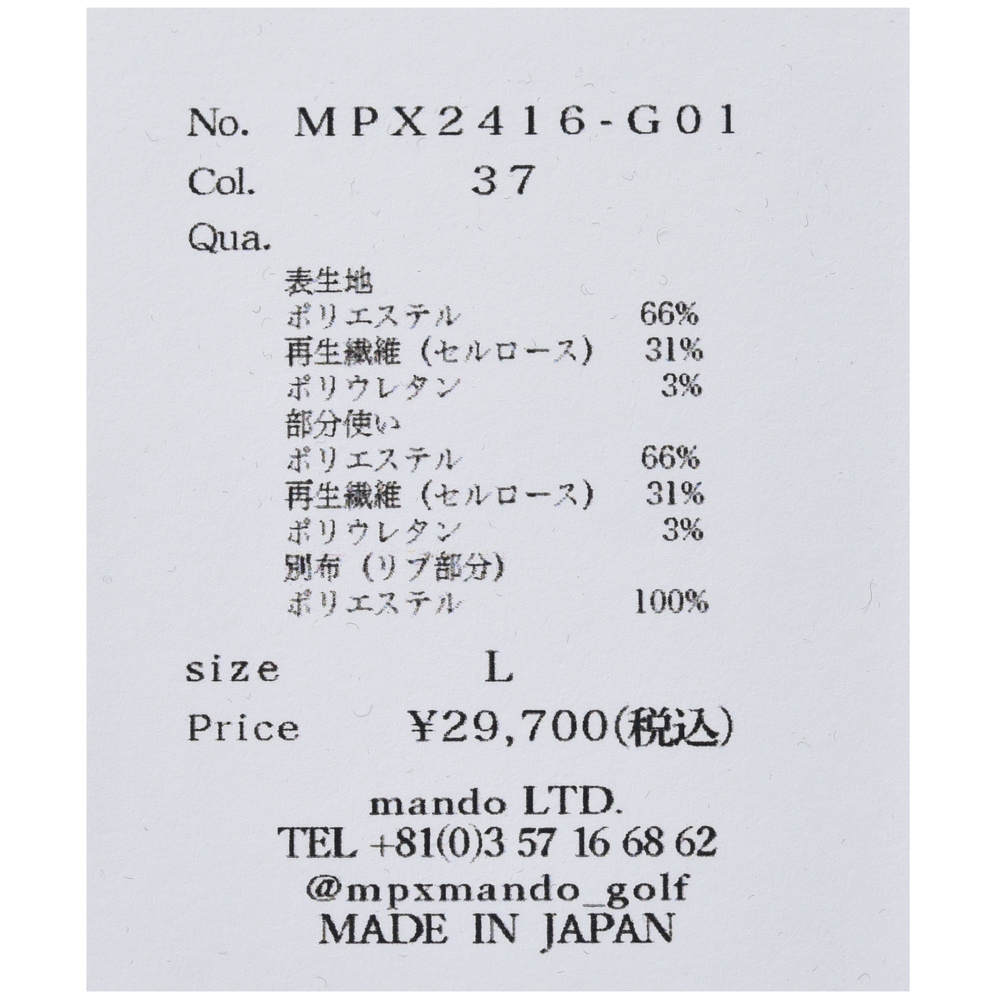 No. MPX2416-G01
Col. 37
Qua.
表生地
ポリエステル 66%
再生繊維 (セルロース) 31%
ポリウレタン 3%
部分使い
ポリエステル 66%
再生繊維 (セルロース) 31%
ポリウレタン 3%
別布 (リブ部分)
ポリエステル 100%
size L
Price ¥29,700(税込)
mando LTD.
TEL +81(0)3 57 16 68 62
@mpxmando_golf
MADE IN JAPAN